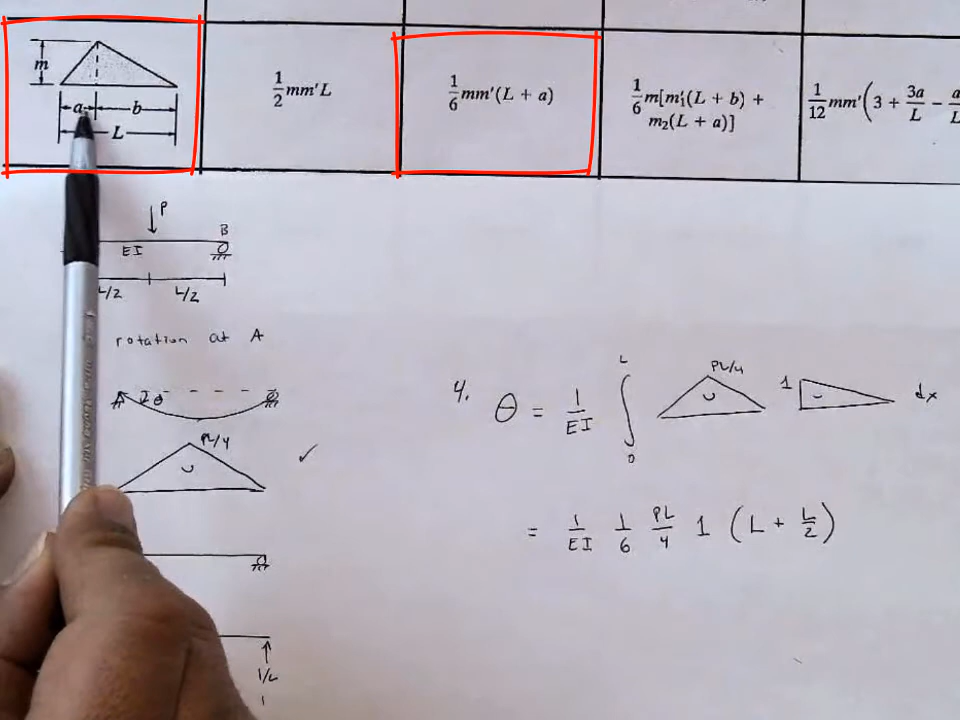 m
a b
L
1/2 mm'L
1/6 mm'(L + a)
1/6 m[m'₁(L + b) +
m₂(L + a)]
1/12 mm'(3 + 3a/L −
P
B
EI
L/2 L/2
rotation at A
θ
PL/4 ✓
1/L
1
4. θ = 1/EI ∫₀ᴸ PL/4 1 dx
= 1/EI 1/6 PL/4 1 (L + L/2)